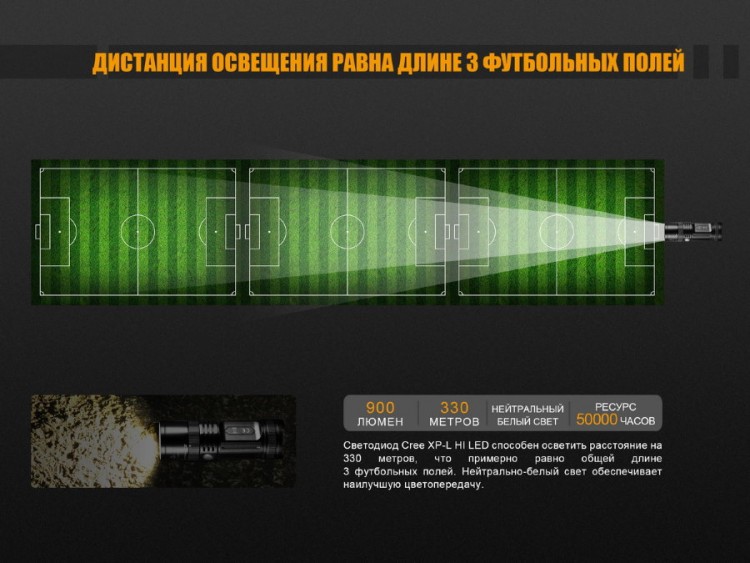 ДИСТАНЦИЯ ОСВЕЩЕНИЯ РАВНА ДЛИНЕ 3 ФУТБОЛЬНЫХ ПОЛЕЙ
900 ЛЮМЕН
330 МЕТРОВ
НЕЙТРАЛЬНЫЙ БЕЛЫЙ СВЕТ
РЕСУРС 50000 ЧАСОВ
Светодиод Cree XP-L HI LED способен осветить расстояние на
330 метров, что примерно равно общей длине
3 футбольных полей. Нейтрально-белый свет обеспечивает
наилучшую цветопередачу.